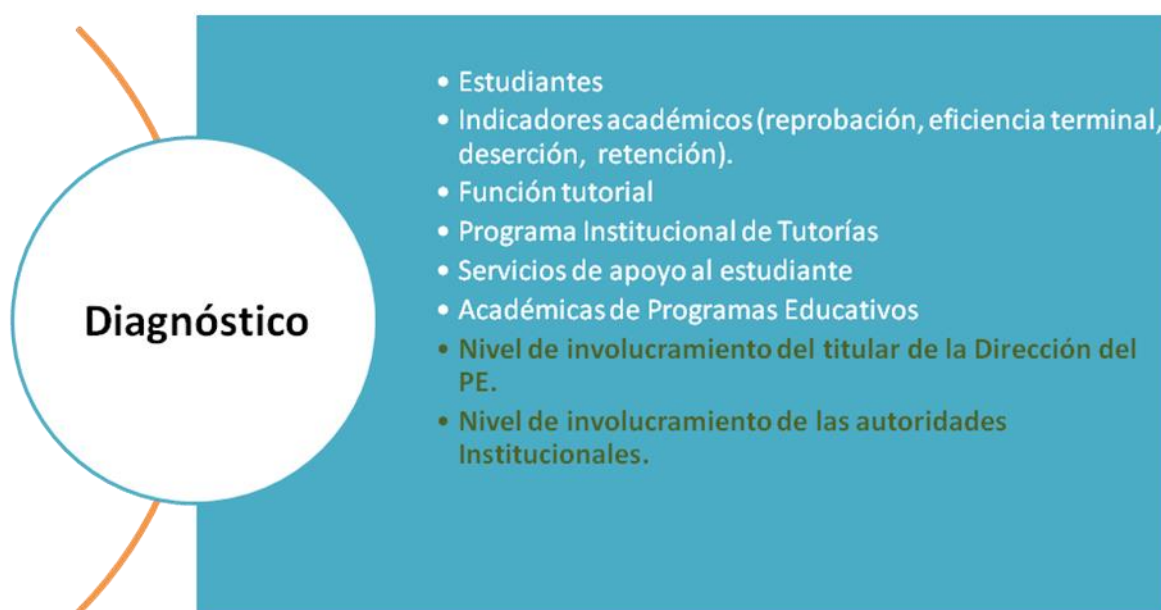 Diagnóstico
• Estudiantes
• Indicadores académicos (reprobación, eficiencia terminal,
deserción, retención).
• Función tutorial
• Programa Institucional de Tutorías
• Servicios de apoyo al estudiante
• Académicas de Programas Educativos
• Nivel de involucramiento del titular de la Dirección del
PE.
• Nivel de involucramiento de las autoridades
Institucionales.